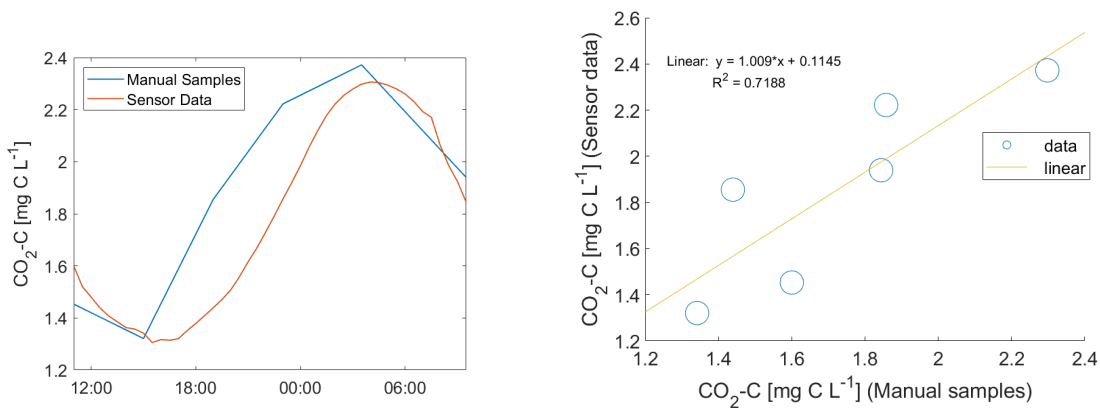 2.4
2.2
2
1.8
1.6
1.4
1.2
CO2-C [mg C L-1]
Manual Samples
Sensor Data
12:00 18:00 00:00 06:00
2.6
2.4
2.2
2
1.8
1.6
1.4
1.2
CO2-C [mg C L-1] (Sensor data)
Linear: y = 1.009*x + 0.1145
R2 = 0.7188
data
linear
1.2 1.4 1.6 1.8 2 2.2 2.4
CO2-C [mg C L-1] (Manual samples)